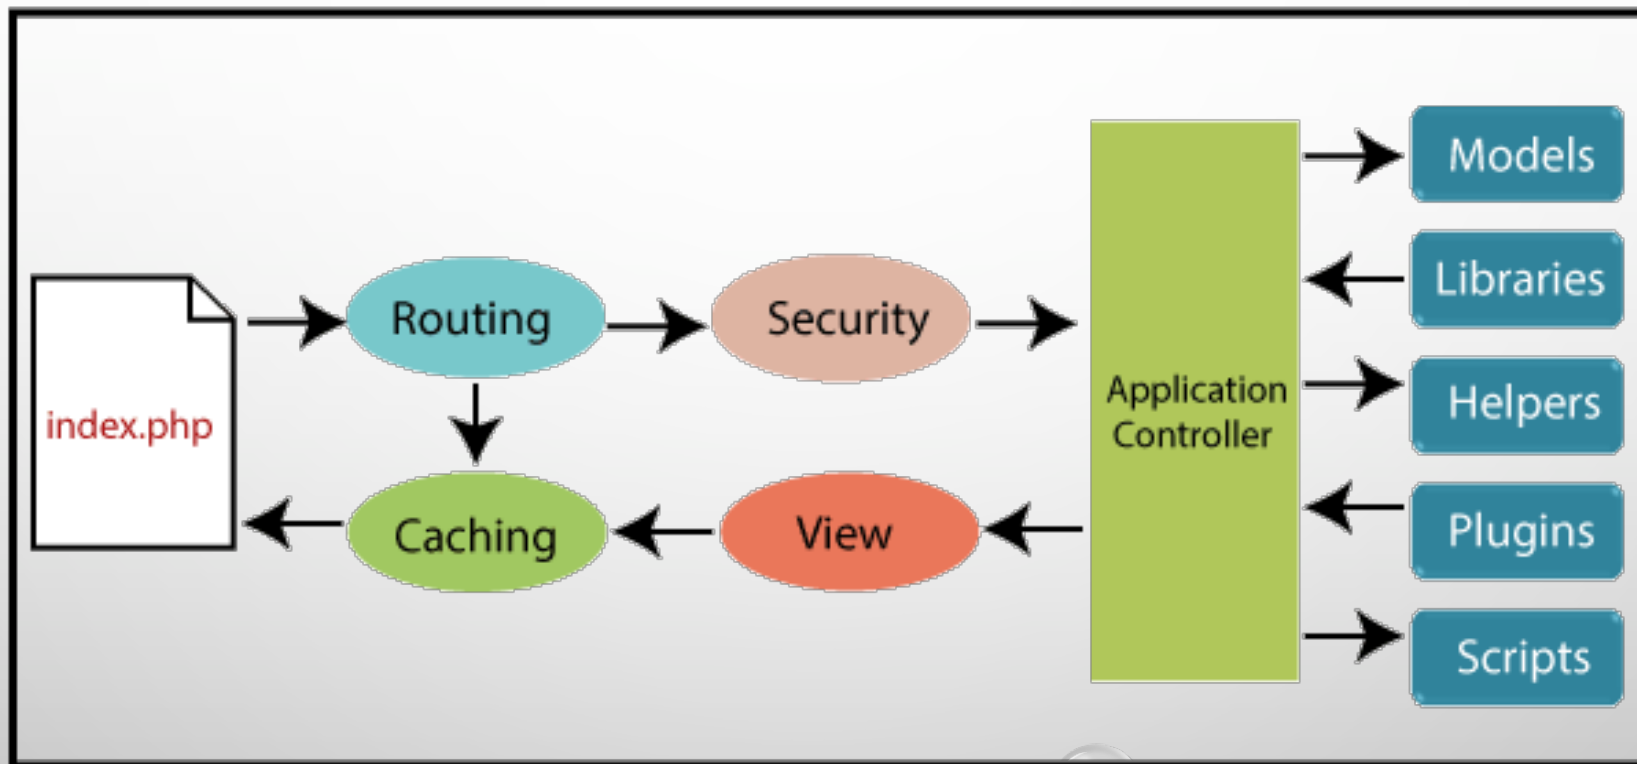 index.php
Routing
Security
Caching
View
Application
Controller
Models
Libraries
Helpers
Plugins
Scripts